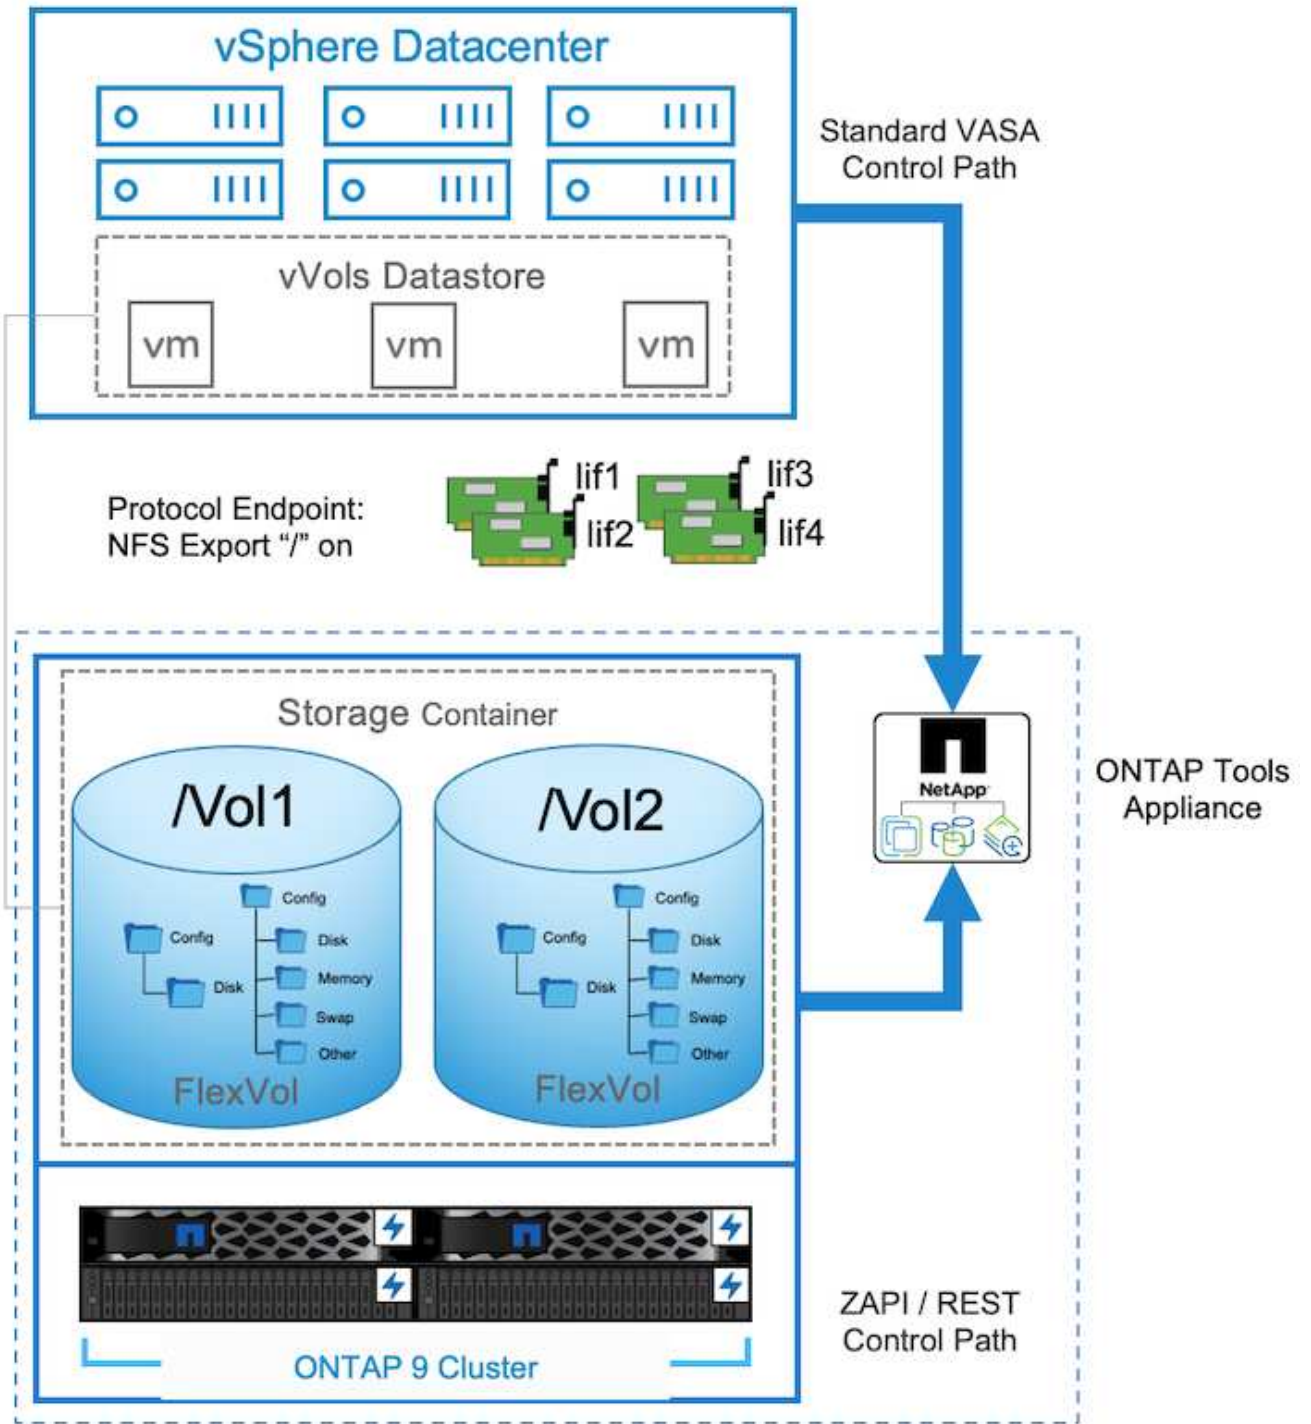 vSphere Datacenter
Standard VASA
Control Path
vVols Datastore
vm
vm
vm
Protocol Endpoint:
NFS Export “/” on
lif1
lif2
lif3
lif4
Storage Container
/Vol1
Config
Config
Disk
Disk
Memory
Swap
Other
FlexVol
/Vol2
Config
Config
Disk
Disk
Memory
Swap
Other
FlexVol
NetApp
ONTAP Tools
Appliance
ZAPI / REST
Control Path
ONTAP 9 Cluster